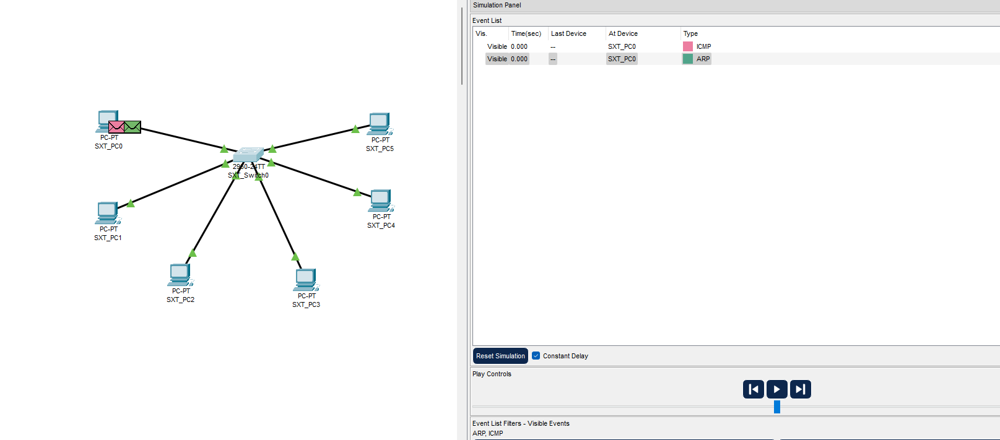 Simulation Panel
Event List
Vis. Time(sec) Last Device At Device Type
Visible 0.000 -- SXT_PC0 ICMP
Visible 0.000 -- SXT_PC0 ARP
PC-PT
SXT_PC0
PC-PT
SXT_PC5
2960-24TT
SXT_Switch0
PC-PT
SXT_PC1
PC-PT
SXT_PC4
PC-PT
SXT_PC2
PC-PT
SXT_PC3
Reset Simulation Constant Delay
Play Controls
Event List Filters - Visible Events
ARP, ICMP